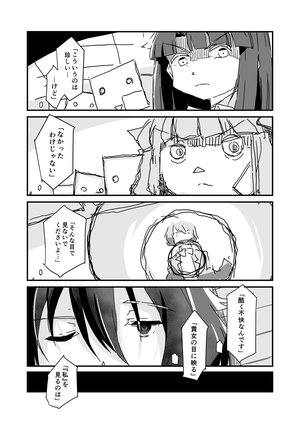 「こういうのは
珍しい―
―けど
「なかった
わけじゃない」
「そんな目で
見ないで
くださいよ…」
「酷く不快なんです」
「貴女の目に映る」
『私』を
見るのは」